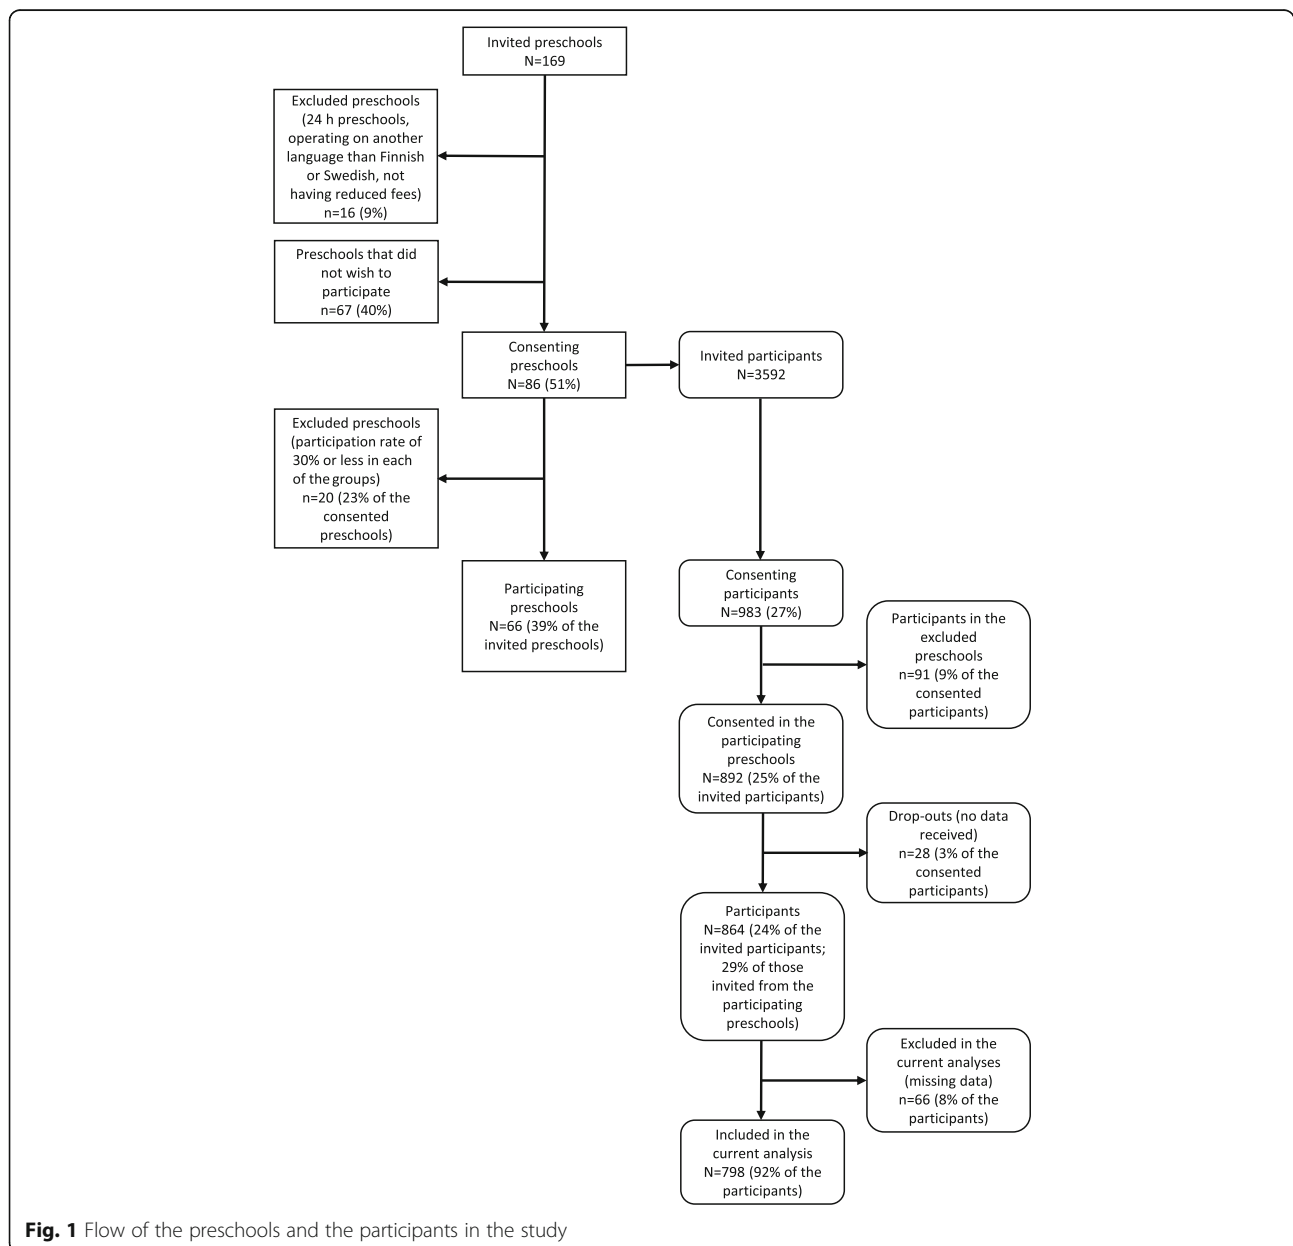 Invited preschools
N=169
Excluded preschools
(24 h preschools,
operating on another
language than Finnish
or Swedish, not
having reduced fees)
n=16 (9%)
Preschools that did
not wish to
participate
n=67 (40%)
Consenting
preschools
N=86 (51%)
Invited participants
N=3592
Excluded preschools
(participation rate of
30% or less in each
of the groups)
n=20 (23% of the
consented
preschools)
Participating
preschools
N=66 (39% of the
invited preschools)
Consenting
participants
N=983 (27%)
Participants in the
excluded
preschools
n=91 (9% of the
consented
participants)
Consented in the
participating
preschools
N=892 (25% of the
invited participants)
Drop-outs (no data
received)
n=28 (3% of the
consented
participants)
Participants
N=864 (24% of the
invited participants;
29% of those
invited from the
participating
preschools)
Excluded in the
current analyses
(missing data)
n=66 (8% of the
participants)
Included in the
current analysis
N=798 (92% of the
participants)
Fig. 1 Flow of the preschools and the participants in the study